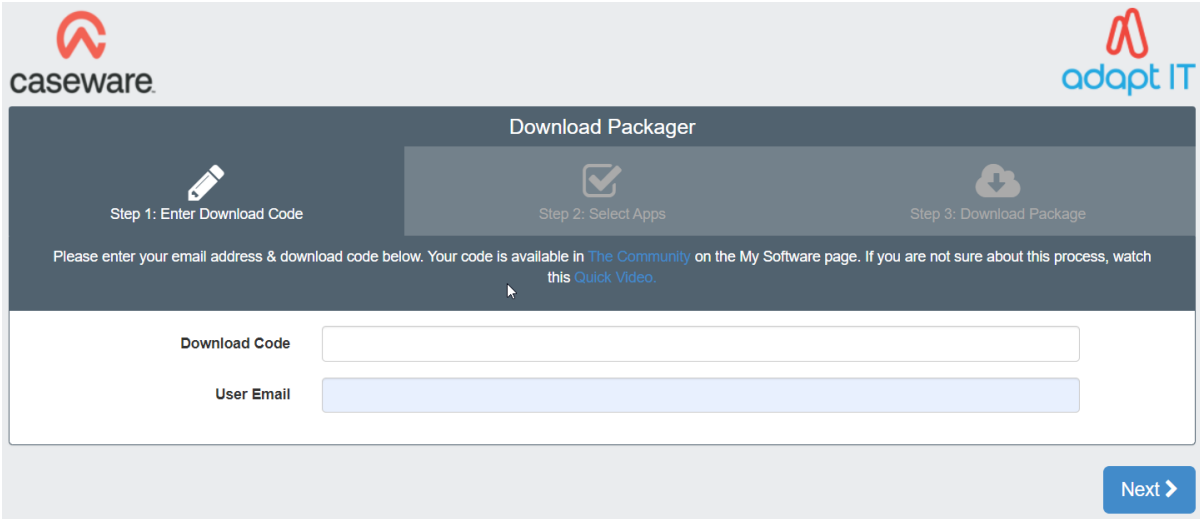 caseware.
adapt IT
Download Packager
Step 1: Enter Download Code
Step 2: Select Apps
Step 3: Download Package
Please enter your email address & download code below. Your code is available in The Community on the My Software page. If you are not sure about this process, watch
this Quick Video.
Download Code
User Email
Next